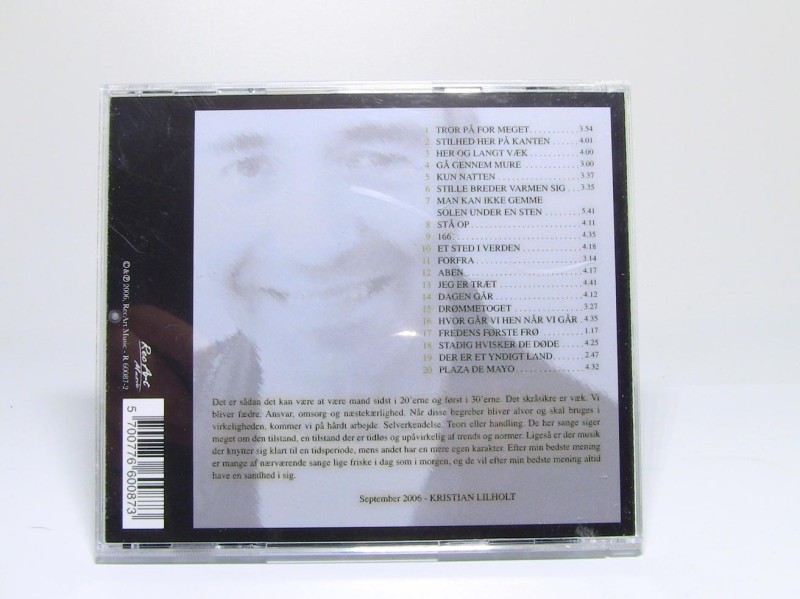 1 TROR PÅ FOR MEGET.............3.54
2 STILHED HER PÅ KANTEN.......4.01
3 HER OG LANGT VÆK.............4.00
4 GÅ GENNEM MURE...............3.00
5 KUN NATTEN......................3.37
6 STILLE BREDER VARMEN SIG...3.35
7 MAN KAN IKKE GEMME
SOLEN UNDER EN STEN........5.41
8 STÅ OP............................4.11
9 166.................................4.35
10 ET STED I VERDEN...............4.18
11 FORFRA............................3.14
12 ABEN...............................4.17
13 JEG ER TRÆT.....................4.41
14 DAGEN GÅR.......................4.12
15 DRØMMETOGET..................3.27
16 HVOR GÅR VI HEN NÅR VI GÅR.4.35
17 FREDENS FØRSTE FRØ..........1.17
18 STADIG HVISKER DE DØDE....4.25
19 DER ER ET YNDIGT LAND.......2.47
20 PLAZA DE MAYO..................4.32
Det er sådan det kan være at være mand sidst i 20'erne og først i 30'erne. Det skråsikre er væk. Vi
bliver fædre. Ansvar, omsorg og næstekærlighed. Når disse begreber bliver alvor og skal bruges i
virkeligheden, kommer vi på hårdt arbejde. Selverkendelse. Teori eller handling. De her sange siger
meget om den tilstand, en tilstand der er tidløs og upåvirkelig af trends og normer. Ligeså er der musik
der knytter sig klart til en tidsperiode, mens andet har en mere egen karakter. Efter min bedste mening
er mange af nærværende sange lige friske i dag som i morgen, og de vil efter min bedste mening altid
have en sandhed i sig.
September 2006 - KRISTIAN LILHOLT
©&℗ 2006, RecArt Music - R 60087-2
RecArt
Music
5 700776 600873